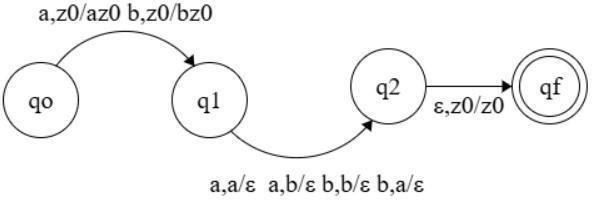 a,z0/az0 b,z0/bz0
qo
q1
q2
qf
ε,z0/z0
a,a/ε a,b/ε b,b/ε b,a/ε